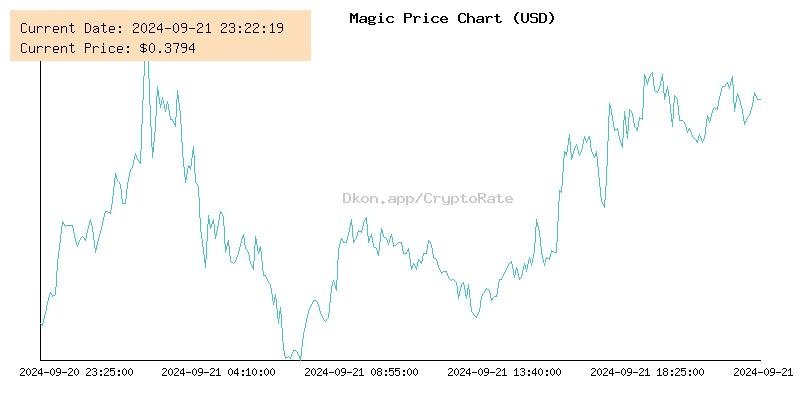 Magic Price Chart (USD)
Current Date: 2024-09-21 23:22:19
Current Price: $0.3794
Dkon.app/CryptoRate
2024-09-20 23:25:00 2024-09-21 04:10:00 2024-09-21 08:55:00 2024-09-21 13:40:00 2024-09-21 18:25:00 2024-09-21